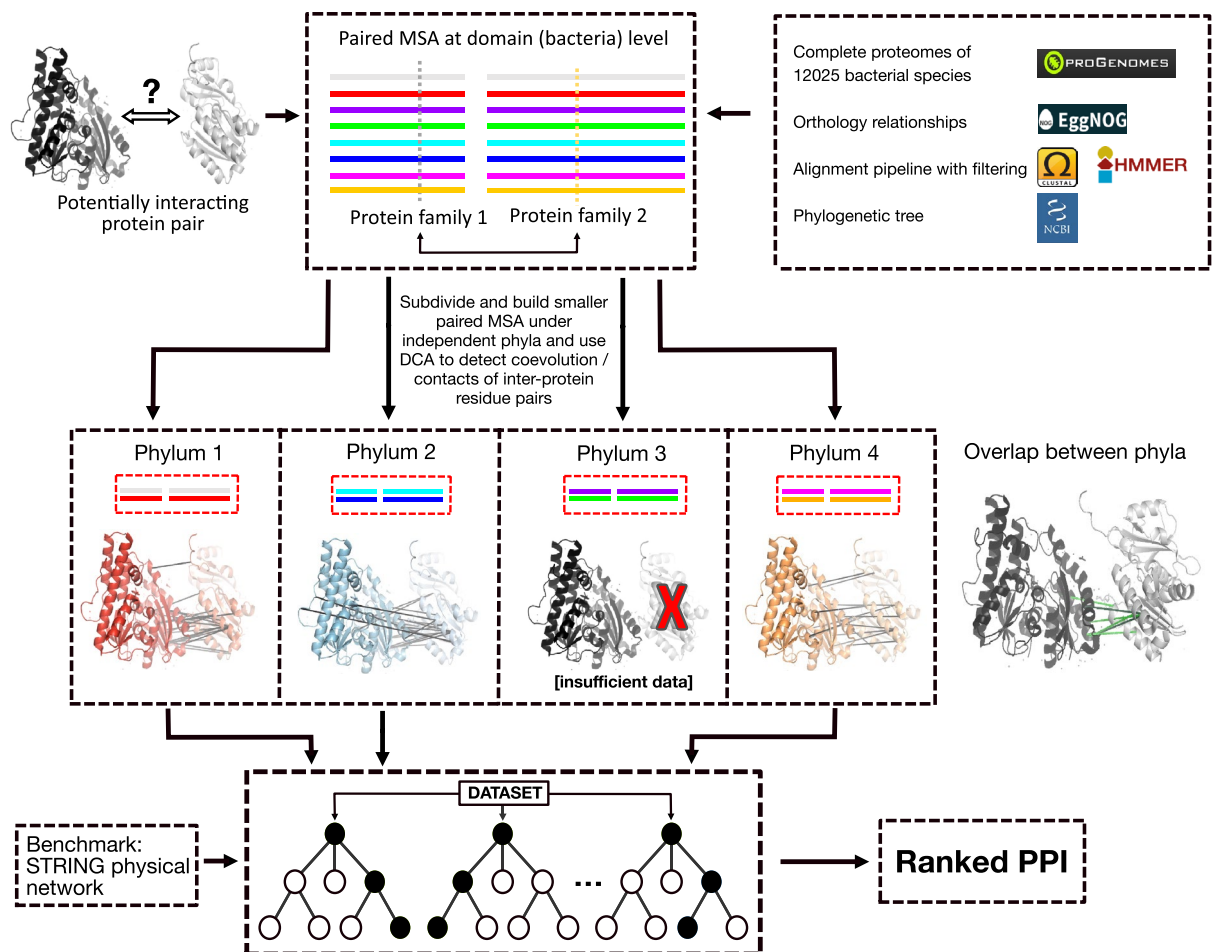 Paired MSA at domain (bacteria) level
?
Potentially interacting
protein pair
Protein family 1
Protein family 2
Complete proteomes of
12025 bacterial species
PROGENOMES
Orthology relationships
NOG
EggNOG
Alignment pipeline with filtering
Ω
CLUSTAL
HMMER
Phylogenetic tree
NCBI
Subdivide and build smaller
paired MSA under
independent phyla and use
DCA to detect coevolution /
contacts of inter-protein
residue pairs
Phylum 1
Phylum 2
Phylum 3
Phylum 4
Overlap between phyla
X
[insufficient data]
DATASET
Benchmark:
STRING physical
network
...
Ranked PPI